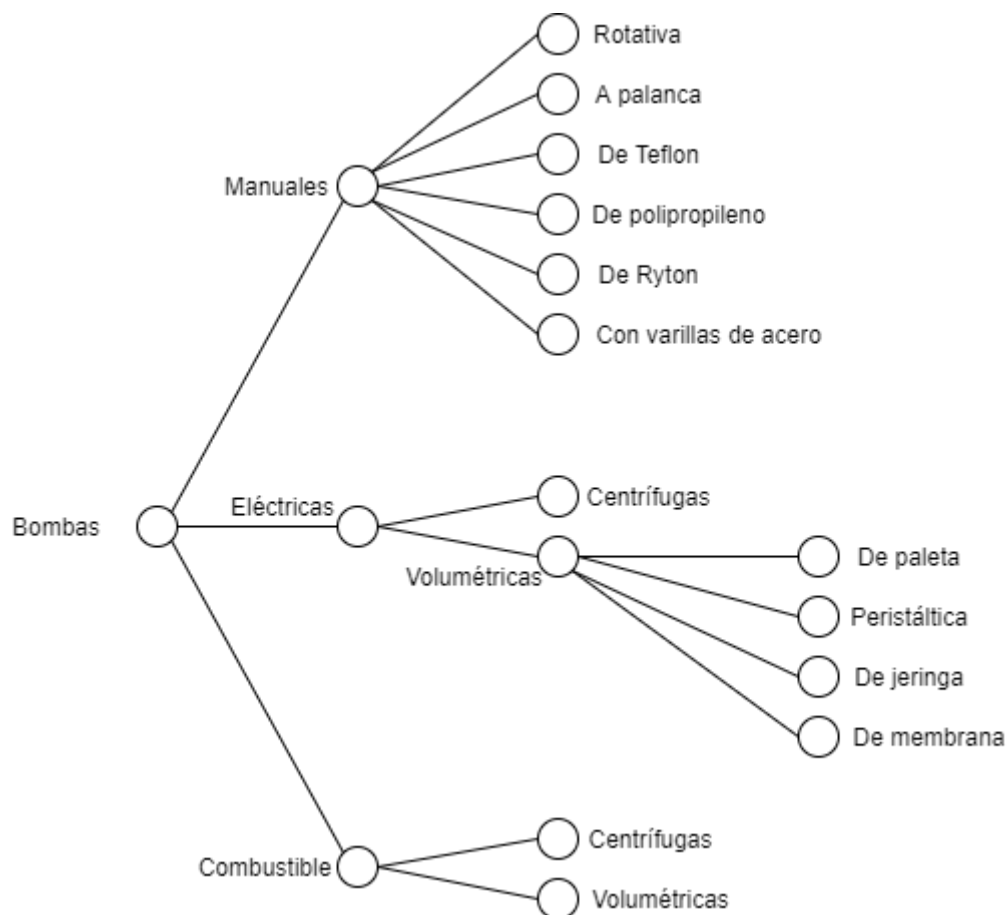 Rotativa
A palanca
De Teflon
Manuales
De polipropileno
De Ryton
Con varillas de acero
Centrífugas
Eléctricas
Bombas
De paleta
Volumétricas
Peristáltica
De jeringa
De membrana
Centrífugas
Combustible
Volumétricas